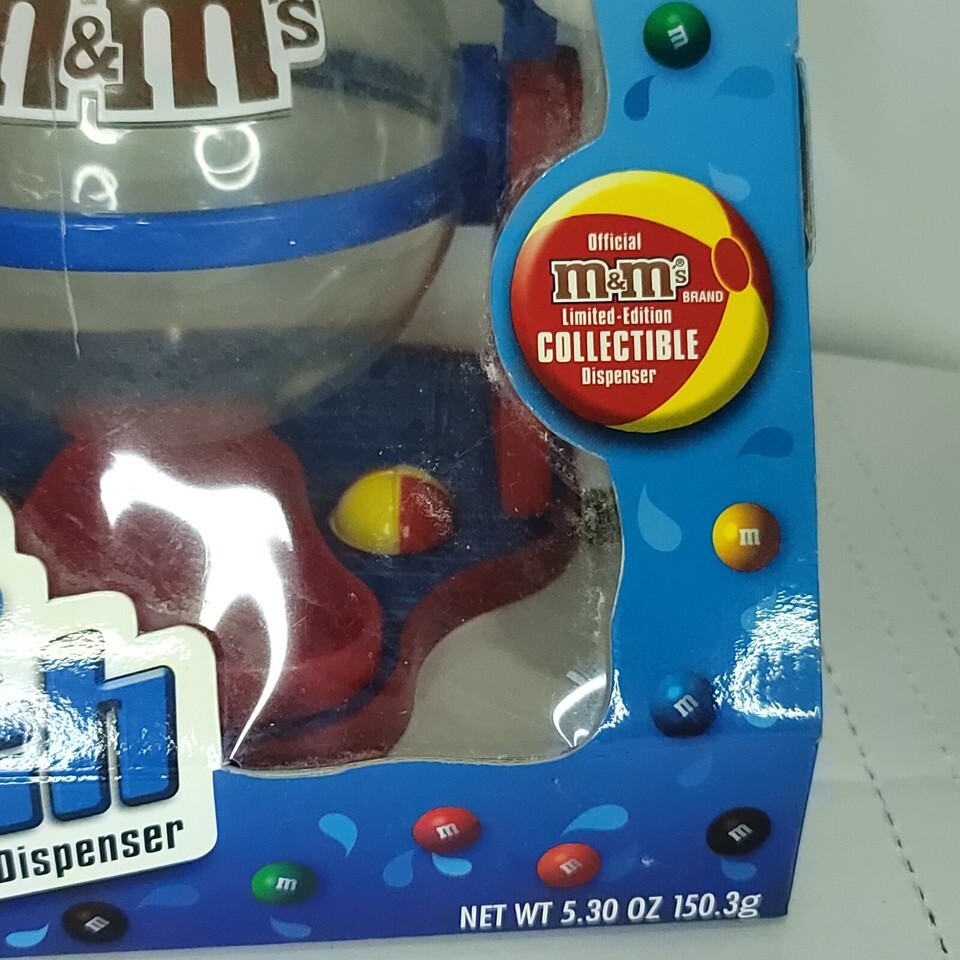 m&m's
Official
m&m's®
BRAND
Limited-Edition
COLLECTIBLE
Dispenser
m
m
m
Dispenser
m
m
m
m
m
NET WT 5.30 OZ 150.3g